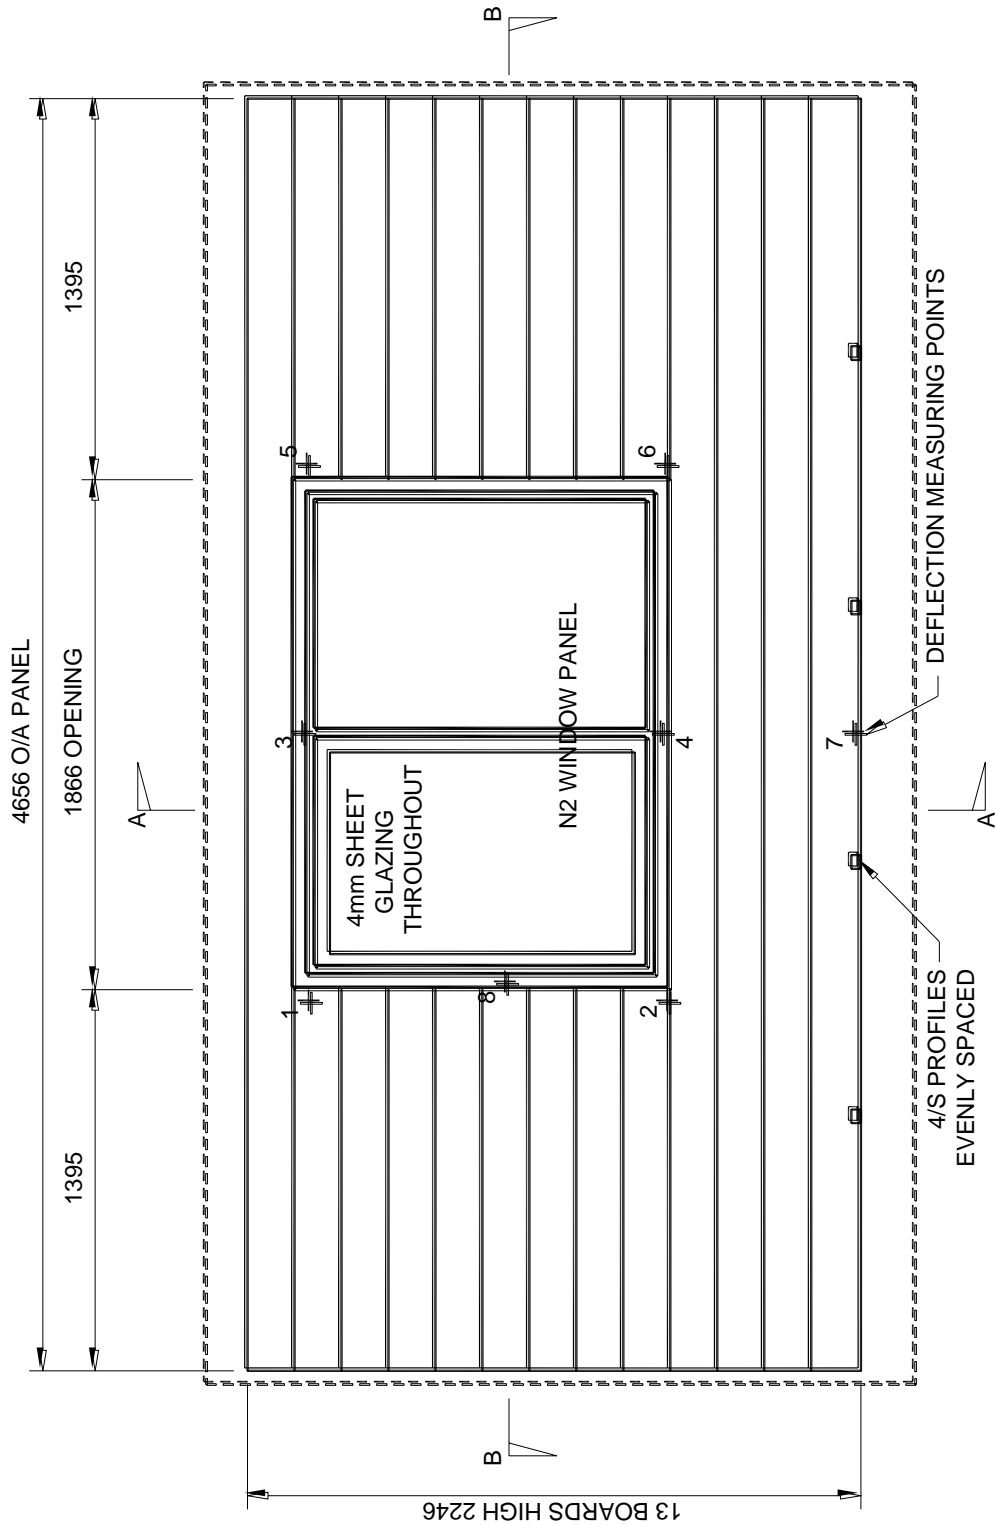 4656 O/A PANEL
1395
1866 OPENING
1395
A
B
B
13 BOARDS HIGH 2246
1
3
5
4mm SHEET
GLAZING
THROUGHOUT
8
N2 WINDOW PANEL
2
4
6
7
4/S PROFILES
EVENLY SPACED
DEFLECTION MEASURING POINTS
A